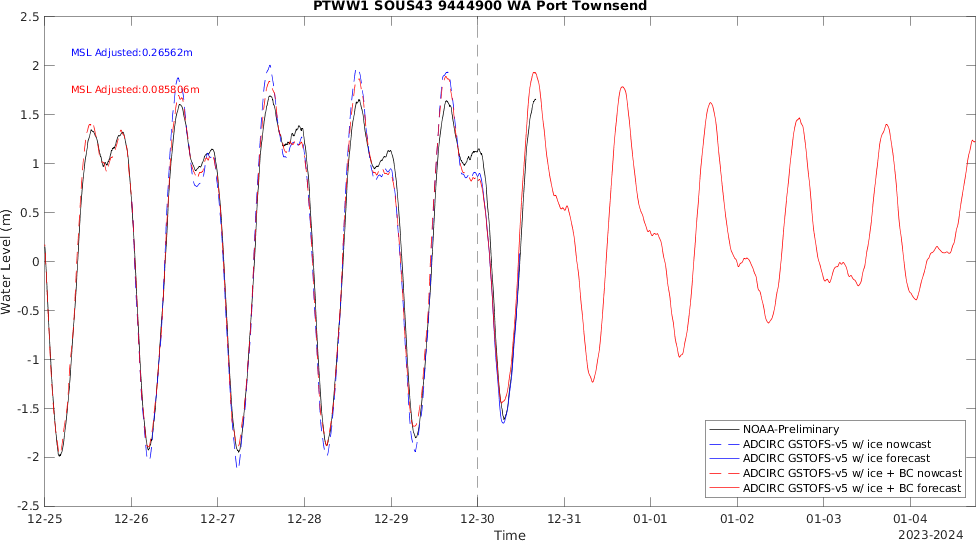 PTWW1 SOUS43 9444900 WA Port Townsend
MSL Adjusted:0.26562m
MSL Adjusted:0.085806m
Water Level (m)
2.5
2
1.5
1
0.5
0
-0.5
-1
-1.5
-2
-2.5
NOAA-Preliminary
ADCIRC GSTOFS-v5 w/ ice nowcast
ADCIRC GSTOFS-v5 w/ ice forecast
ADCIRC GSTOFS-v5 w/ ice + BC nowcast
ADCIRC GSTOFS-v5 w/ ice + BC forecast
12-25 12-26 12-27 12-28 12-29 12-30 12-31 01-01 01-02 01-03 01-04
Time
2023-2024